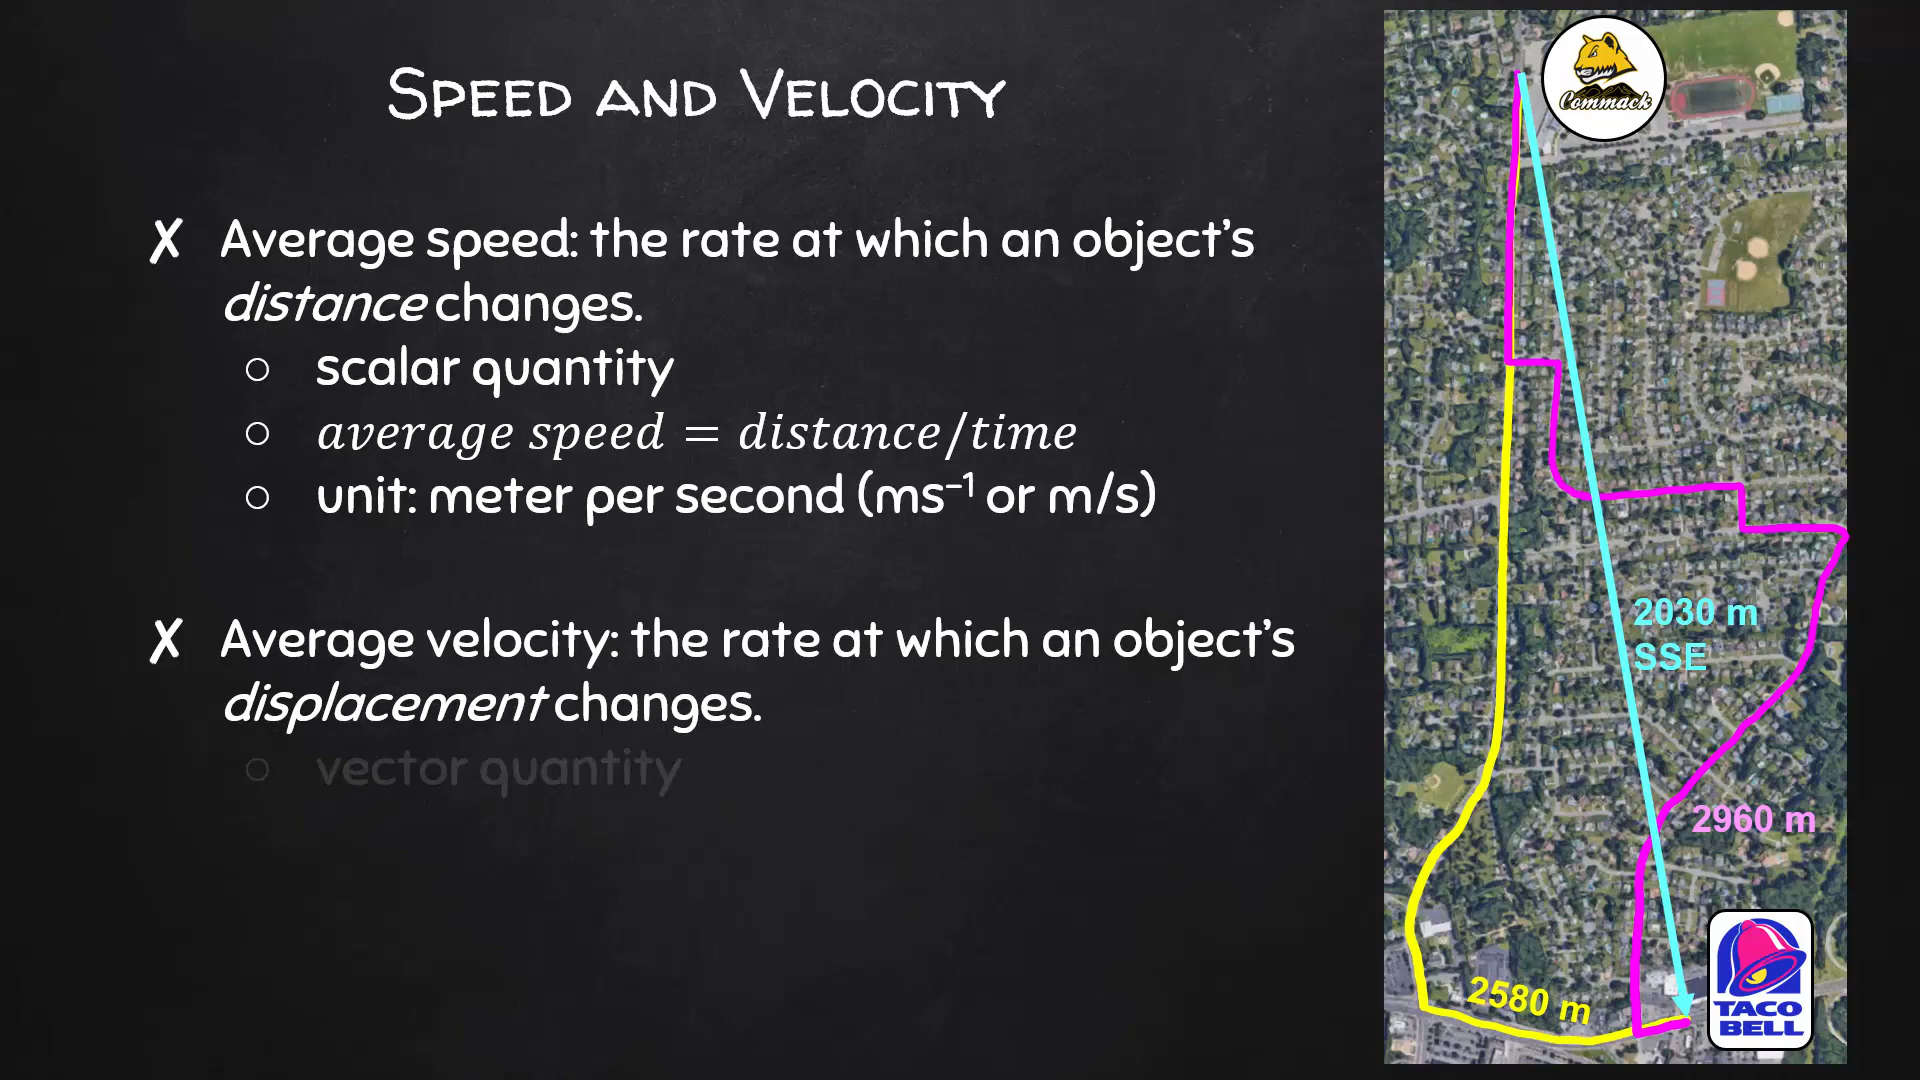 Speed and Velocity
✗ Average speed: the rate at which an object’s
distance changes.
○ scalar quantity
○ average speed = distance/time
○ unit: meter per second (ms⁻¹ or m/s)
✗ Average velocity: the rate at which an object’s
displacement changes.
○ vector quantity
Commack
2030 m
SSE
2960 m
2580 m
TACO
BELL